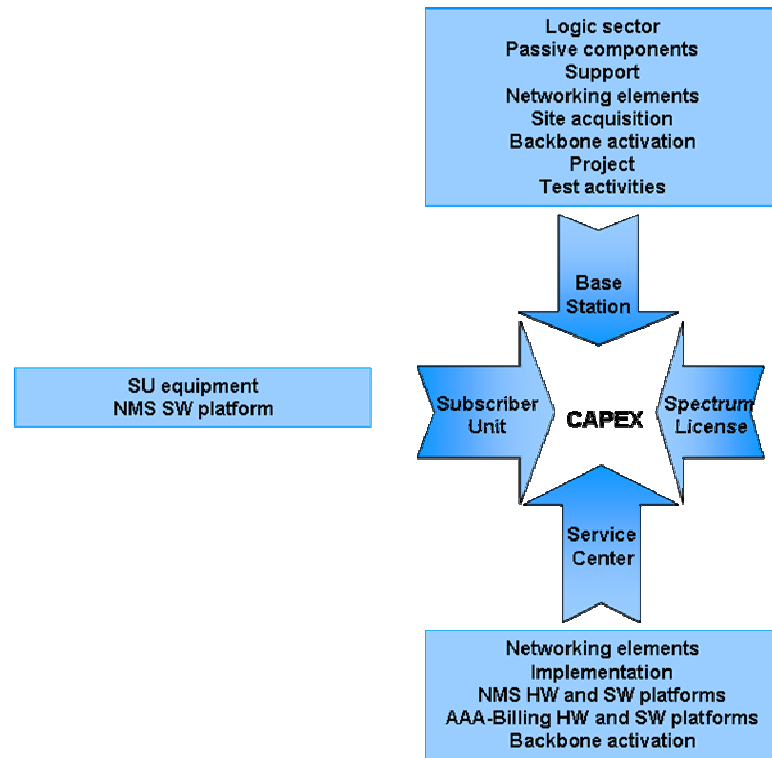 Logic sector
Passive components
Support
Networking elements
Site acquisition
Backbone activation
Project
Test activities
Base
Station
SU equipment
NMS SW platform
Subscriber
Unit
CAPEX
Spectrum
License
Service
Center
Networking elements
Implementation
NMS HW and SW platforms
AAA-Billing HW and SW platforms
Backbone activation